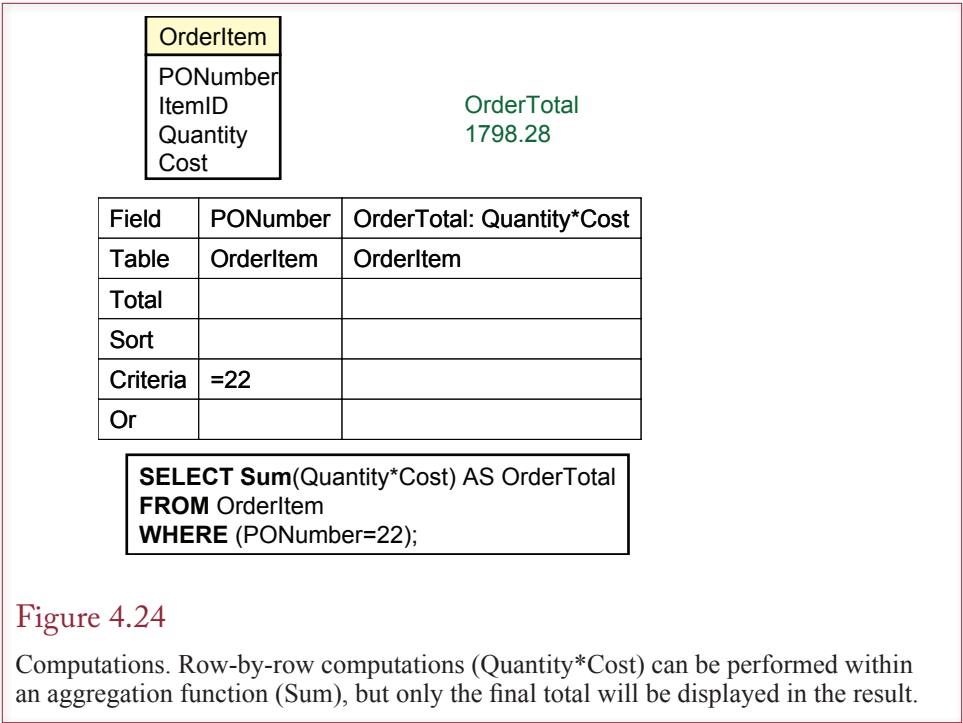 OrderItem
PONumber
ItemID
Quantity
Cost
OrderTotal
1798.28
Field PONumber OrderTotal: Quantity*Cost
Table OrderItem OrderItem
Total
Sort
Criteria =22
Or
SELECT Sum(Quantity*Cost) AS OrderTotal
FROM OrderItem
WHERE (PONumber=22);
Figure 4.24
Computations. Row-by-row computations (Quantity*Cost) can be performed within
an aggregation function (Sum), but only the final total will be displayed in the result.